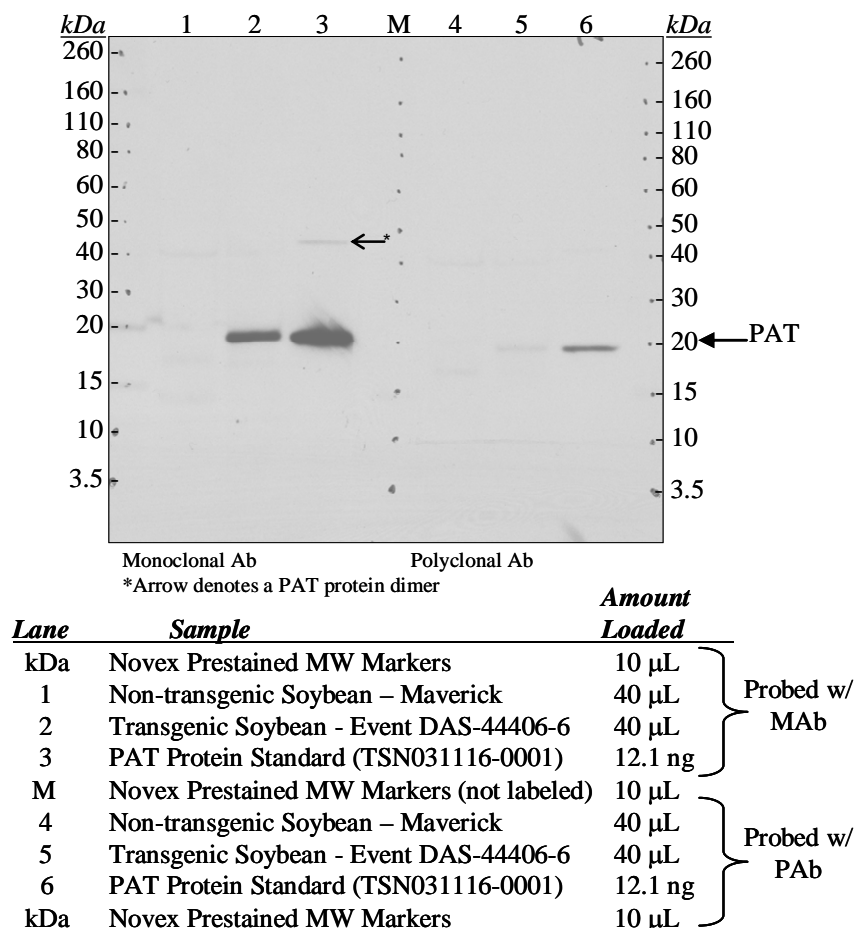 kDa 1 2 3 M 4 5 6 kDa
260 260
160 160
110 110
80 80
60 60
50 50
40 * 40
30 30
20 20 PAT
15 15
10 10
3.5 3.5
Monoclonal Ab Polyclonal Ab
*Arrow denotes a PAT protein dimer
Amount
Lane Sample Loaded
kDa Novex Prestained MW Markers 10 μL
1 Non-transgenic Soybean – Maverick 40 μL
2 Transgenic Soybean - Event DAS-44406-6 40 μL
3 PAT Protein Standard (TSN031116-0001) 12.1 ng
Probed w/
MAb
M Novex Prestained MW Markers (not labeled) 10 μL
4 Non-transgenic Soybean – Maverick 40 μL
5 Transgenic Soybean - Event DAS-44406-6 40 μL
6 PAT Protein Standard (TSN031116-0001) 12.1 ng
kDa Novex Prestained MW Markers 10 μL
Probed w/
PAb